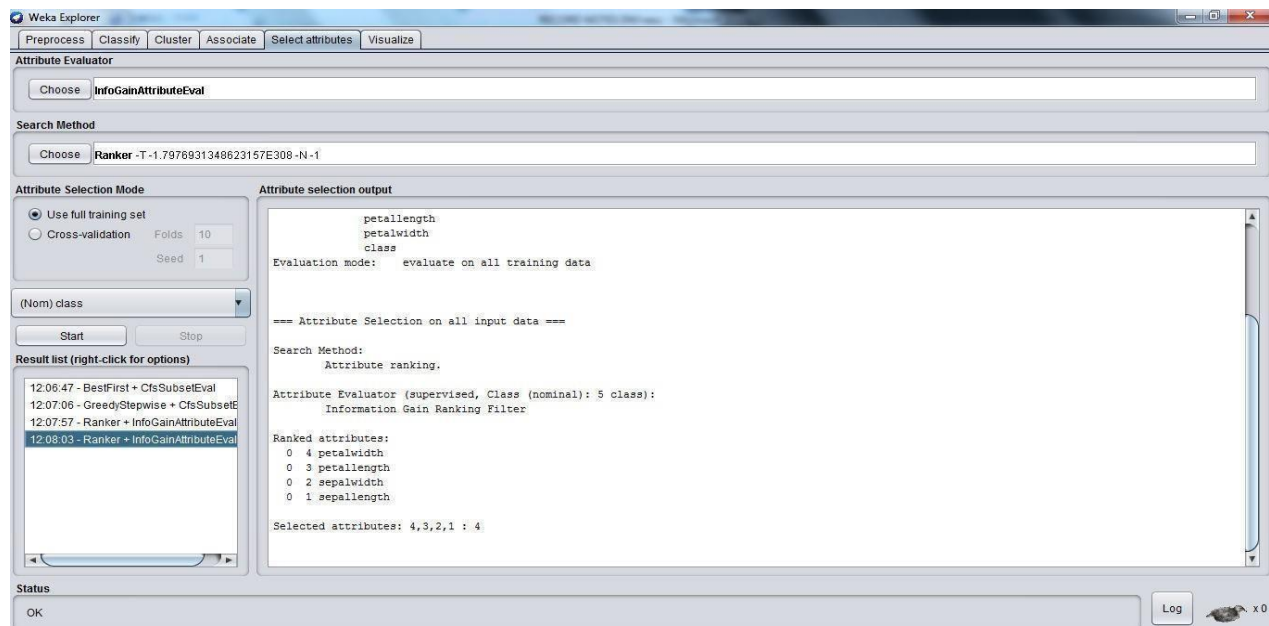 Weka Explorer
Preprocess Classify Cluster Associate Select attributes Visualize
Attribute Evaluator
Choose InfoGainAttributeEval
Search Method
Choose Ranker -T -1.7976931348623157E308 -N -1
Attribute Selection Mode
Use full training set
Cross-validation Folds 10
Seed 1
(Nom) class
Start Stop
Result list (right-click for options)
12:06:47 - BestFirst + CfsSubsetEval
12:07:06 - GreedyStepwise + CfsSubsetE
12:07:57 - Ranker + InfoGainAttributeEval
12:08:03 - Ranker + InfoGainAttributeEval
Attribute selection output
petallength
petalwidth
class
Evaluation mode: evaluate on all training data
=== Attribute Selection on all input data ===
Search Method:
Attribute ranking.
Attribute Evaluator (supervised, Class (nominal): 5 class):
Information Gain Ranking Filter
Ranked attributes:
0 4 petalwidth
0 3 petallength
0 2 sepalwidth
0 1 sepallength
Selected attributes: 4,3,2,1 : 4
Status
OK
Log x 0